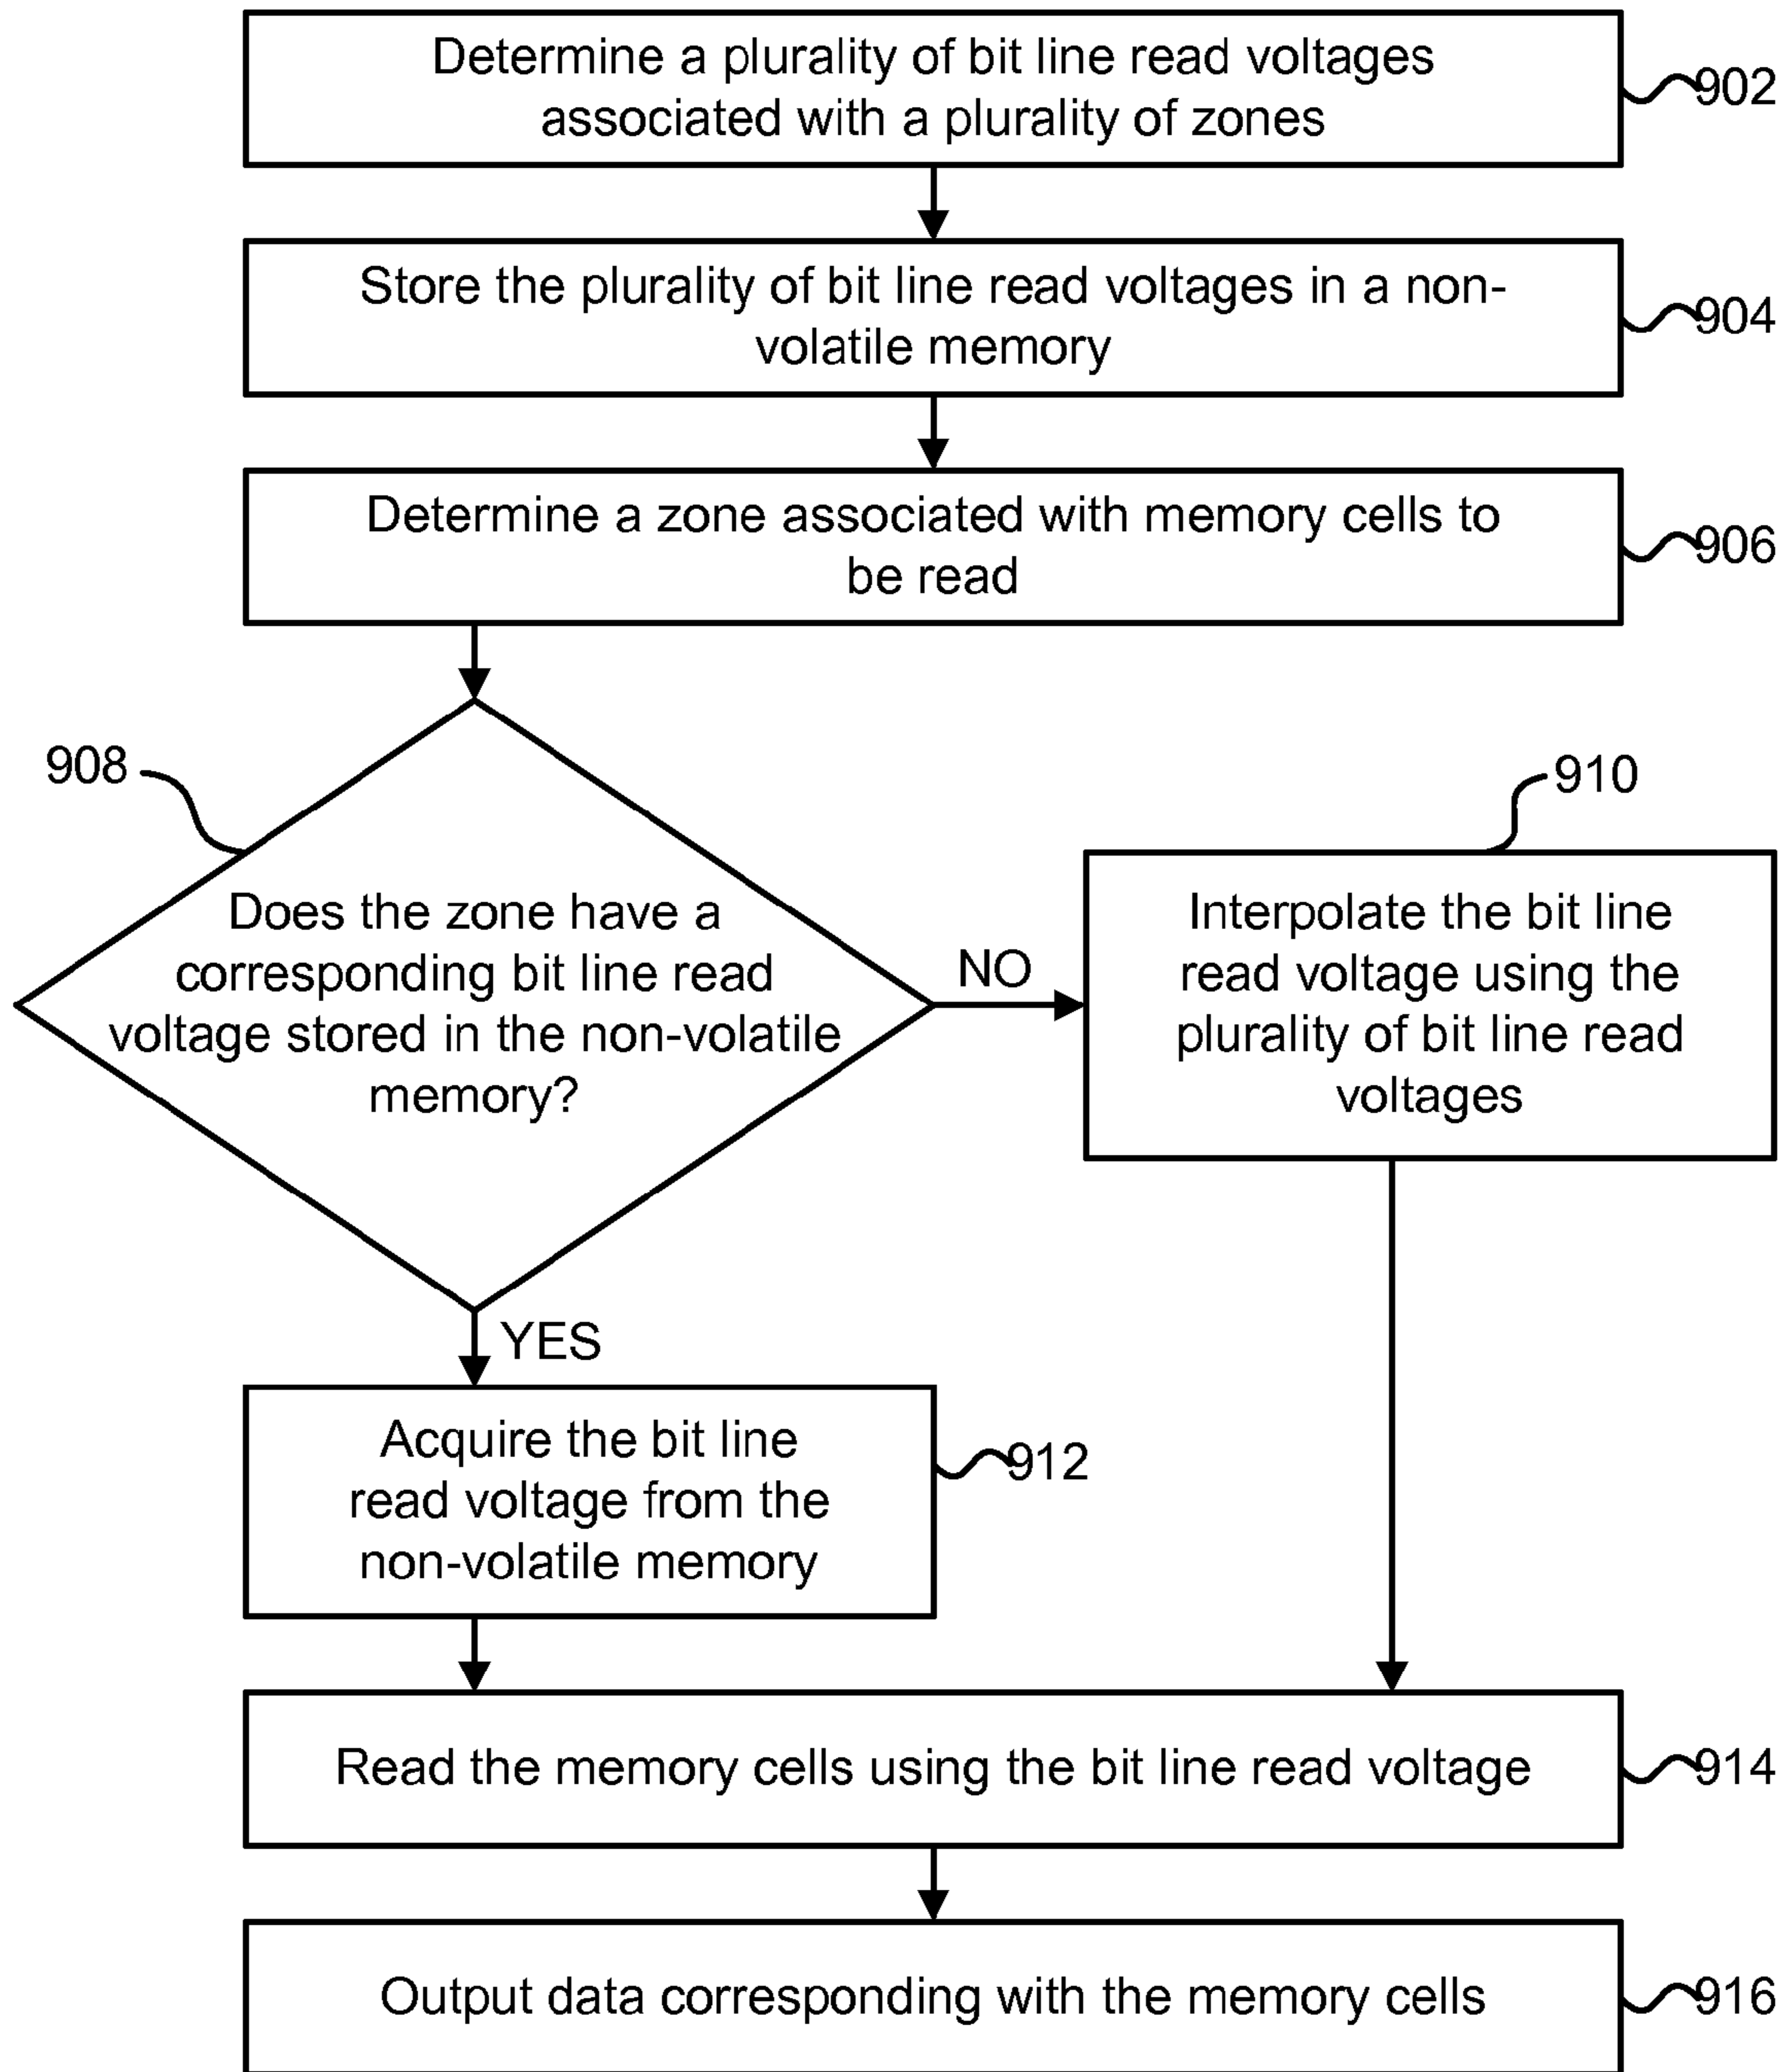 Determine a plurality of bit line read voltages
associated with a plurality of zones
902
Store the plurality of bit line read voltages in a non-
volatile memory
904
Determine a zone associated with memory cells to
be read
906
908
Does the zone have a
corresponding bit line read
voltage stored in the non-volatile
memory?
NO
910
Interpolate the bit line
read voltage using the
plurality of bit line read
voltages
YES
Acquire the bit line
read voltage from the
non-volatile memory
912
Read the memory cells using the bit line read voltage
914
Output data corresponding with the memory cells
916